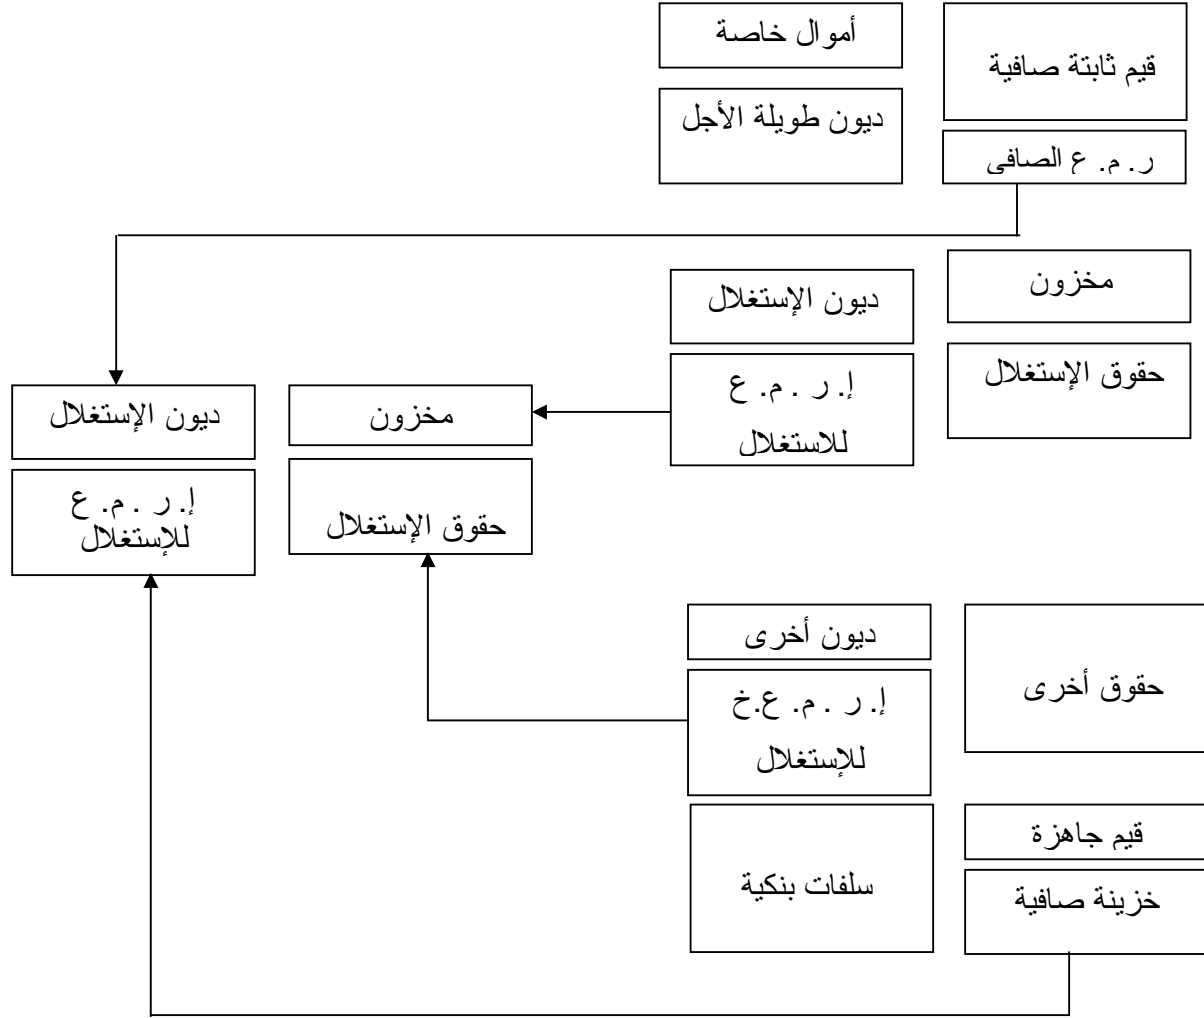 قيم ثابتة صافية
أموال خاصة
ديون طويلة الأجل
ر. م. ع الصافي
مخزون
ديون الإستغلال
حقوق الإستغلال
إ. ر . م. ع
للاستغلال
مخزون
ديون الإستغلال
حقوق الإستغلال
إ. ر . م. ع
للإستغلال
حقوق أخرى
ديون أخرى
إ. ر . م. ع.خ
للإستغلال
قيم جاهزة
سلفات بنكية
خزينة صافية